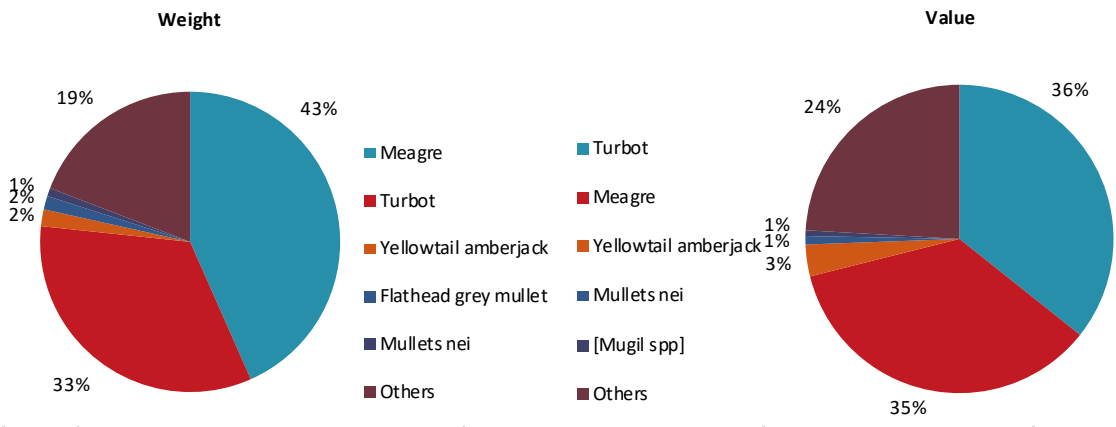 Weight
43%
33%
2%
2%
1%
19%
Meagre
Turbot
Yellowtail amberjack
Flathead grey mullet
Mullets nei
Others
Value
Turbot
Meagre
Yellowtail amberjack
Mullets nei
[Mugil spp]
Others
36%
35%
3%
1%
1%
24%